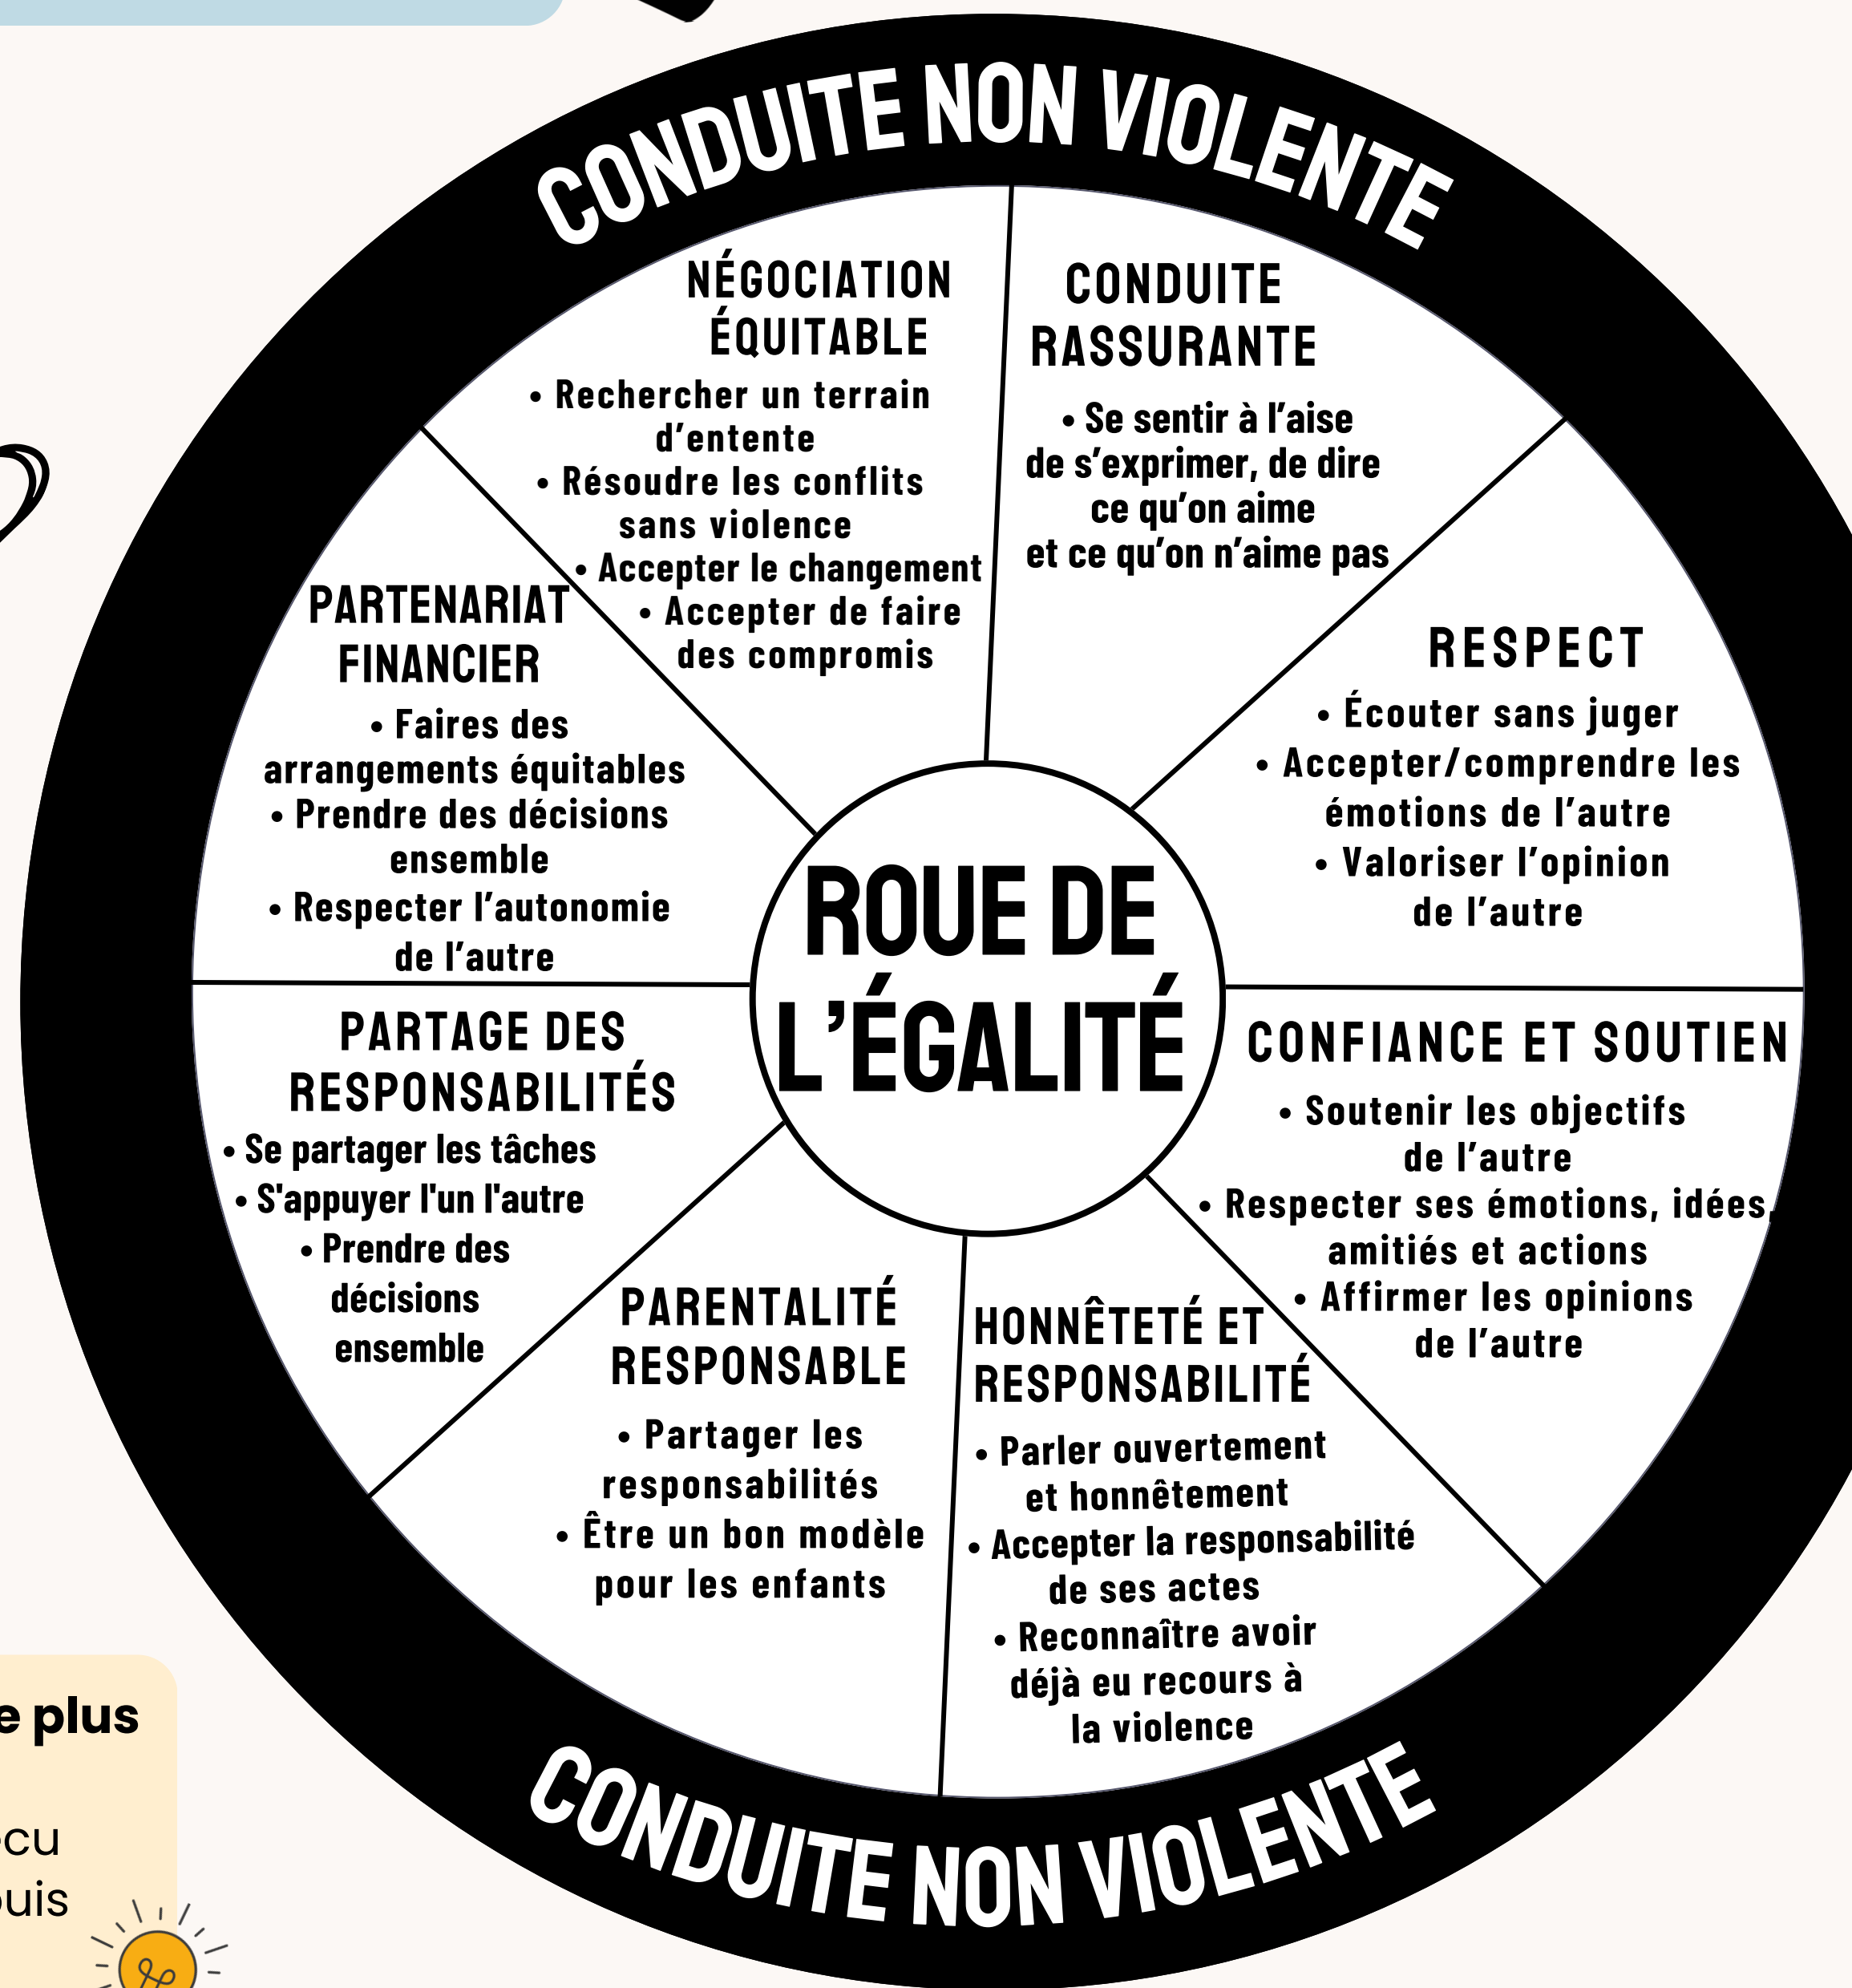 CONDUITE NON VIOLENTE
NÉGOCIATION
ÉQUITABLE
• Rechercher un terrain
d’entente
• Résoudre les conflits
sans violence
• Accepter le changement
• Accepter de faire
des compromis
CONDUITE
RASSURANTE
• Se sentir à l’aise
de s’exprimer, de dire
ce qu’on aime
et ce qu’on n’aime pas
RESPECT
• Écouter sans juger
• Accepter/comprendre les
émotions de l’autre
• Valoriser l’opinion
de l’autre
CONFIANCE ET SOUTIEN
• Soutenir les objectifs
de l’autre
• Respecter ses émotions, idées,
amitiés et actions
• Affirmer les opinions
de l’autre
HONNÊTETÉ ET
RESPONSABILITÉ
• Parler ouvertement
et honnêtement
• Accepter la responsabilité
de ses actes
• Reconnaître avoir
déjà eu recours à
la violence
PARENTALITÉ
RESPONSABLE
• Partager les
responsabilités
• Être un bon modèle
pour les enfants
PARTAGE DES
RESPONSABILITÉS
• Se partager les tâches
• S'appuyer l'un l'autre
• Prendre des
décisions
ensemble
PARTENARIAT
FINANCIER
• Faires des
arrangements équitables
• Prendre des décisions
ensemble
• Respecter l’autonomie
de l’autre
ROUE DE
L’ÉGALITÉ
CONDUITE NON VIOLENTE
plus